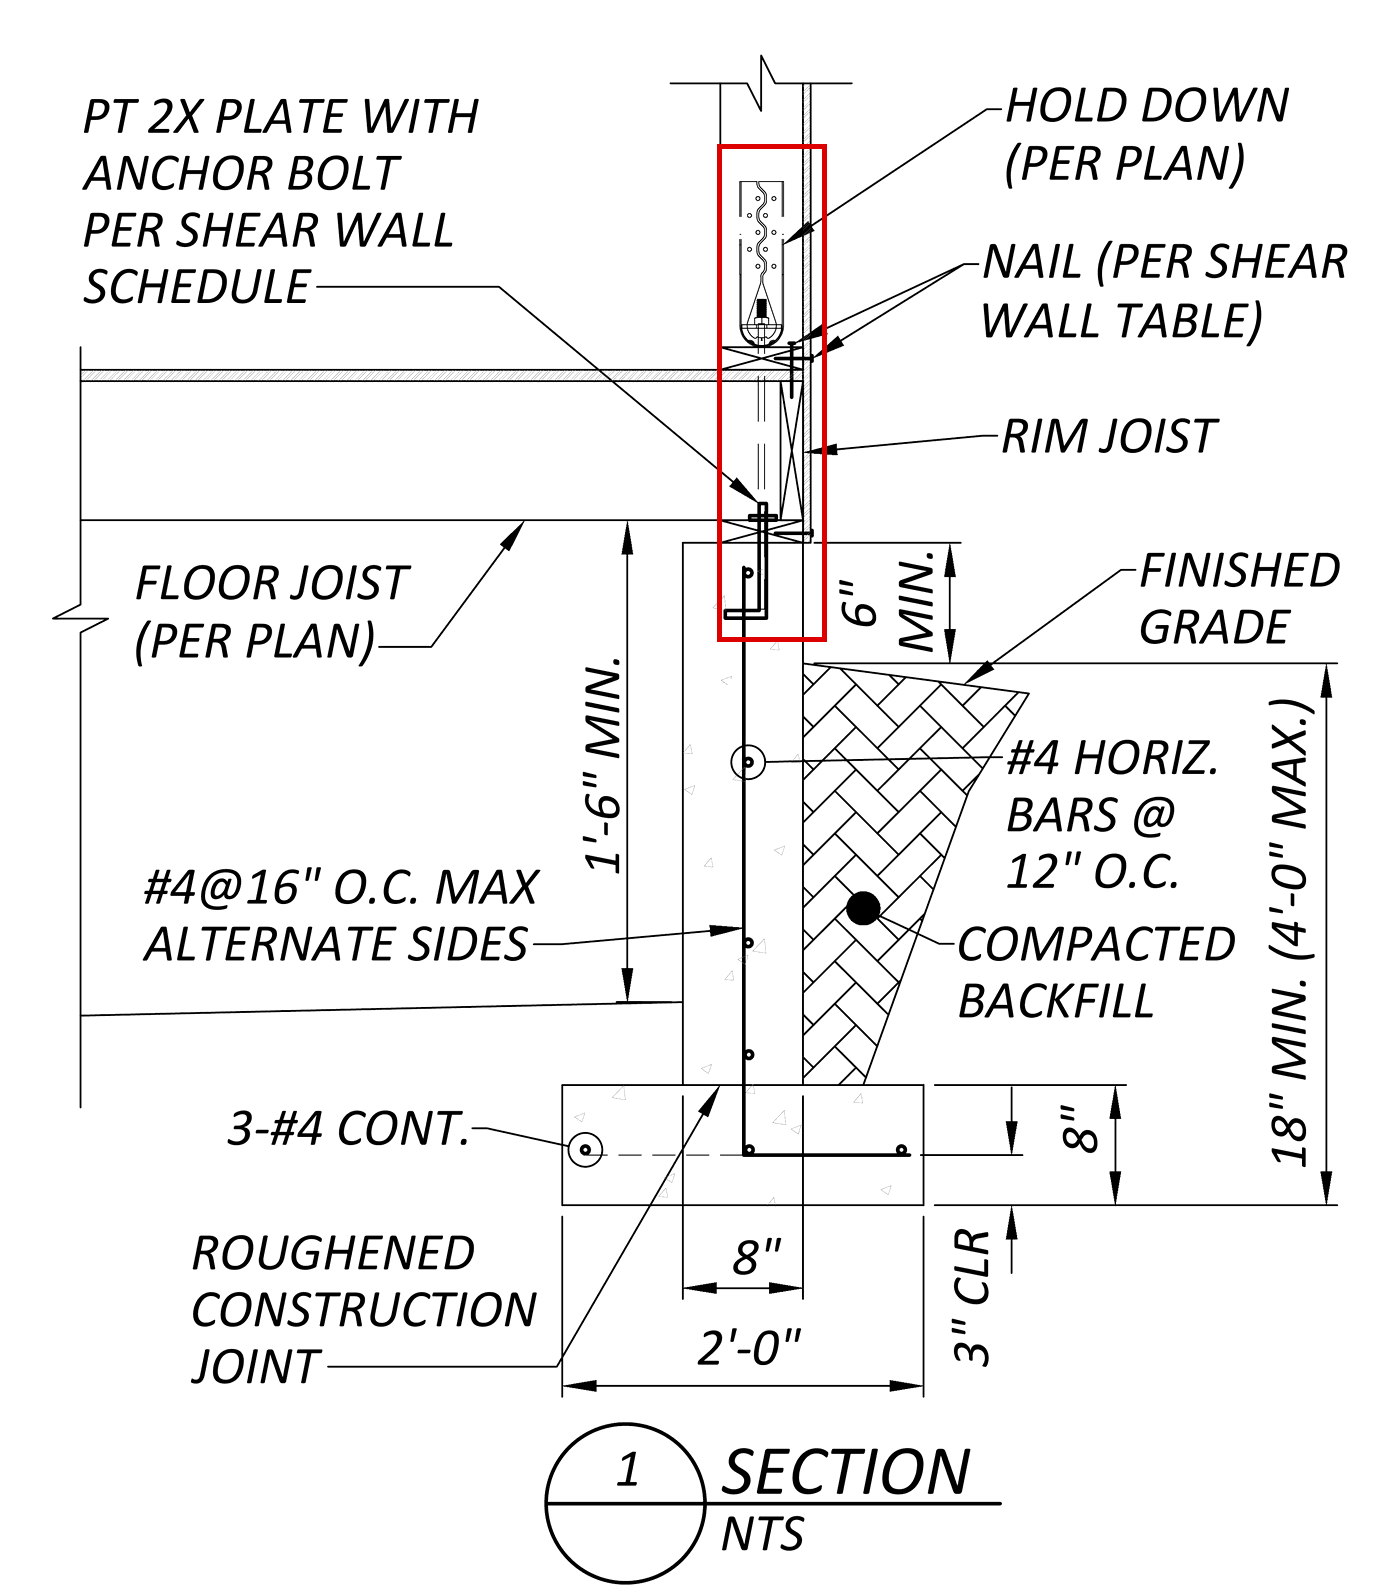 PT 2X PLATE WITH
ANCHOR BOLT
PER SHEAR WALL
SCHEDULE
HOLD DOWN
(PER PLAN)
NAIL (PER SHEAR
WALL TABLE)
RIM JOIST
FLOOR JOIST
(PER PLAN)
1'-6" MIN.
6"
MIN.
FINISHED
GRADE
#4 HORIZ.
BARS @
12" O.C.
18" MIN. (4'-0" MAX.)
#4@16" O.C. MAX
ALTERNATE SIDES
COMPACTED
BACKFILL
3-#4 CONT.
8"
ROUGHENED
CONSTRUCTION
JOINT
8"
2'-0"
3" CLR
1
SECTION
NTS